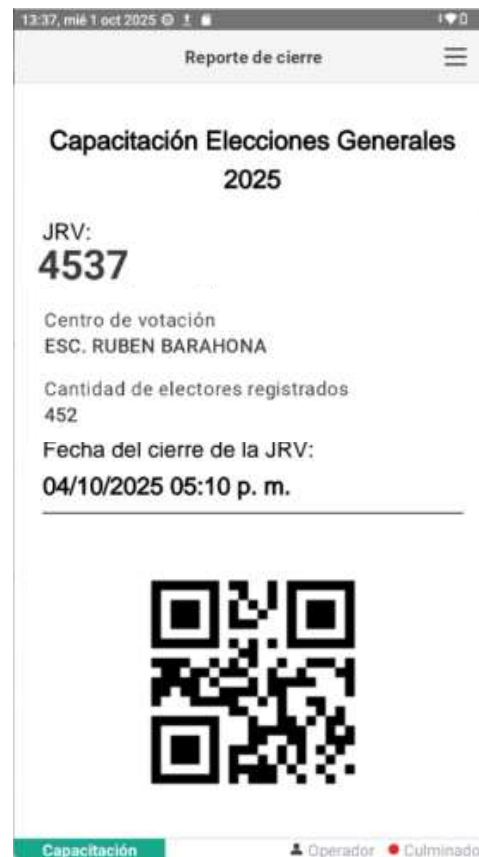 13:37, mié 1 oct 2025
Reporte de cierre
Capacitación Elecciones Generales
2025
JRV:
4537
Centro de votación
ESC. RUBEN BARAHONA
Cantidad de electores registrados
452
Fecha del cierre de la JRV:
04/10/2025 05:10 p. m.
Capacitación Operador Culminado